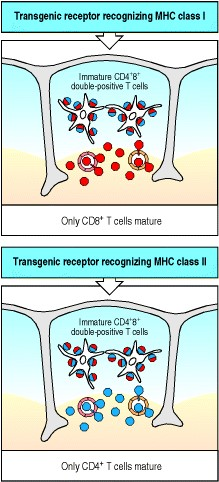 Transgenic receptor recognizing MHC class I
Immature CD4⁺8⁺
double-positive T cells
Only CD8⁺ T cells mature
Transgenic receptor recognizing MHC class II
Immature CD4⁺8⁺
double-positive T cells
Only CD4⁺ T cells mature